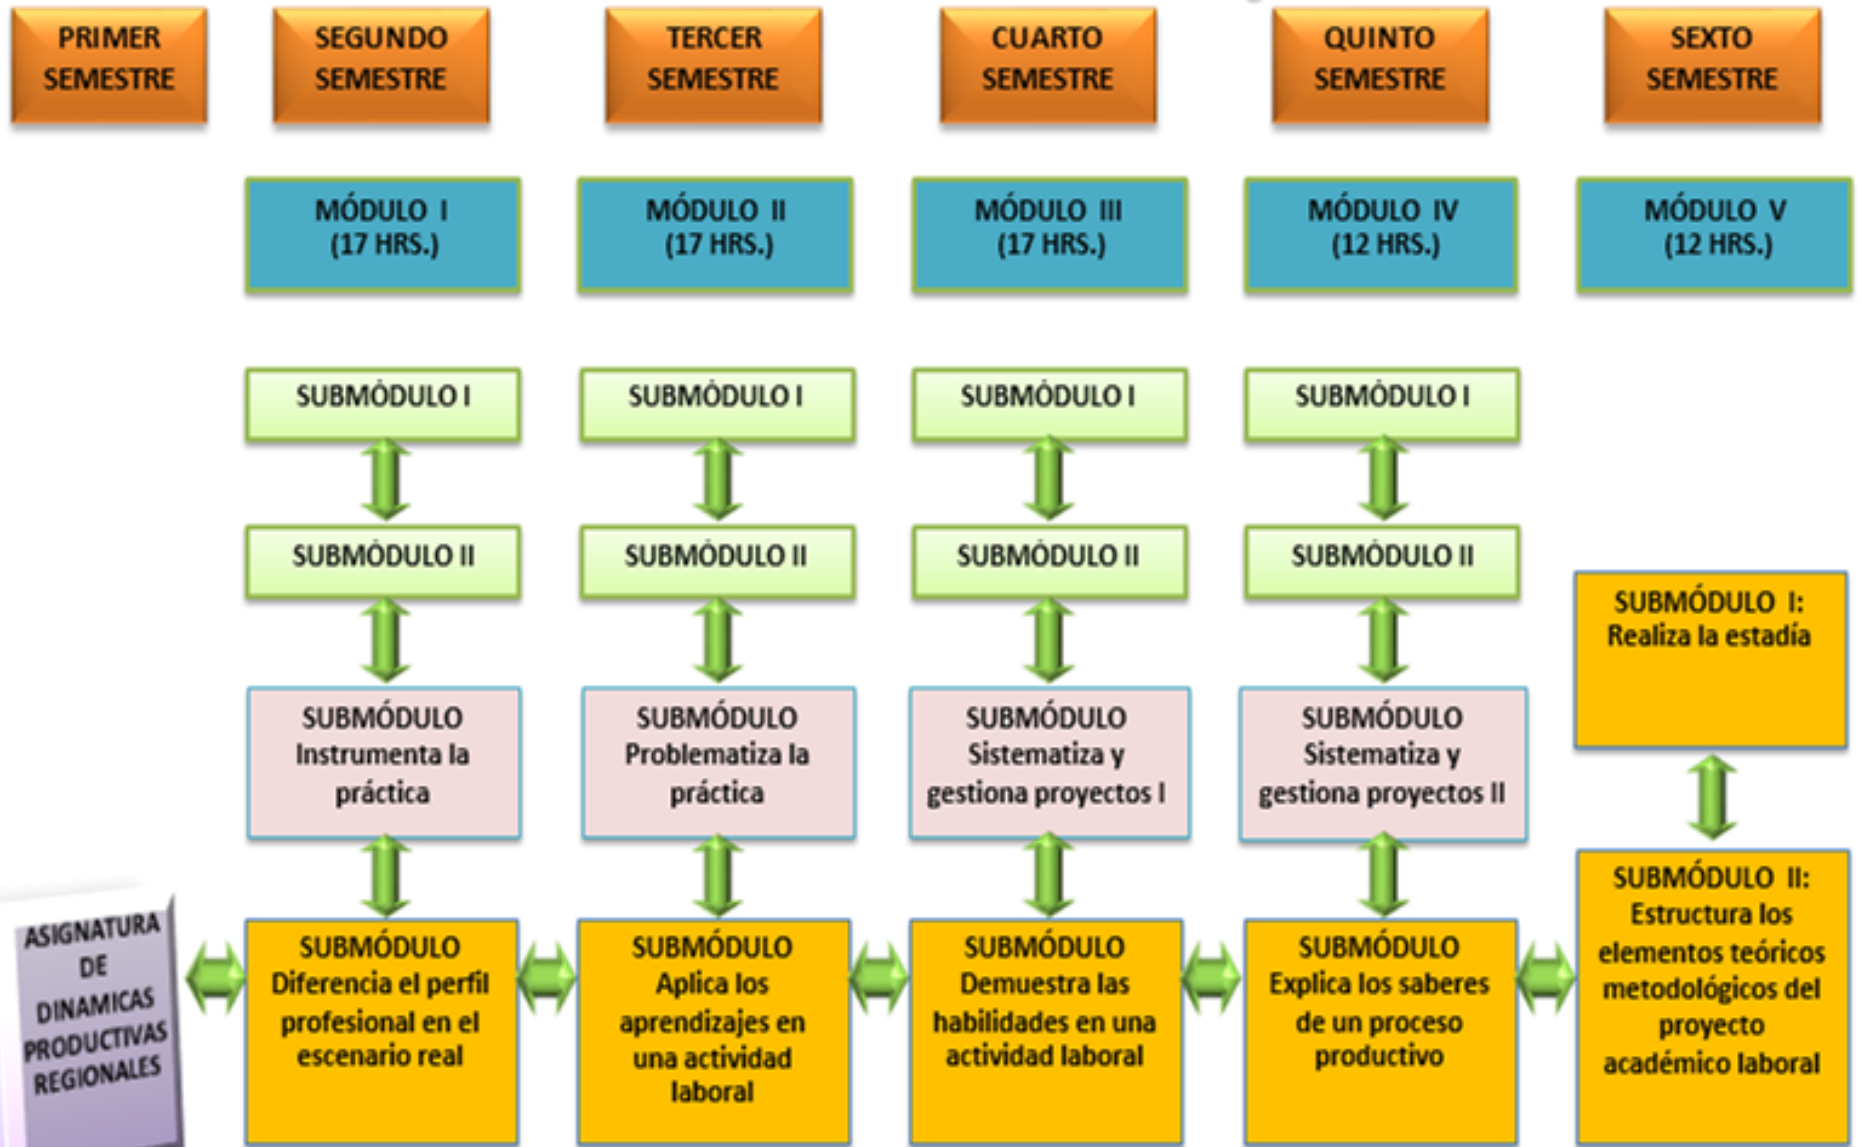 PRIMER
SEMESTRE
SEGUNDO
SEMESTRE
TERCER
SEMESTRE
CUARTO
SEMESTRE
QUINTO
SEMESTRE
SEXTO
SEMESTRE
MÓDULO I
(17 HRS.)
MÓDULO II
(17 HRS.)
MÓDULO III
(17 HRS.)
MÓDULO IV
(12 HRS.)
MÓDULO V
(12 HRS.)
SUBMÓDULO I
SUBMÓDULO I
SUBMÓDULO I
SUBMÓDULO I
SUBMÓDULO II
SUBMÓDULO II
SUBMÓDULO II
SUBMÓDULO II
SUBMÓDULO I:
Realiza la estadía
SUBMÓDULO
Instrumenta la
práctica
SUBMÓDULO
Problematiza la
práctica
SUBMÓDULO
Sistematiza y
gestiona proyectos I
SUBMÓDULO
Sistematiza y
gestiona proyectos II
ASIGNATURA
DE
DINAMICAS
PRODUCTIVAS
REGIONALES
SUBMÓDULO
Diferencia el perfil
profesional en el
escenario real
SUBMÓDULO
Aplica los
aprendizajes en
una actividad
laboral
SUBMÓDULO
Demuestra las
habilidades en una
actividad laboral
SUBMÓDULO
Explica los saberes
de un proceso
productivo
SUBMÓDULO II:
Estructura los
elementos teóricos
metodológicos del
proyecto
académico laboral